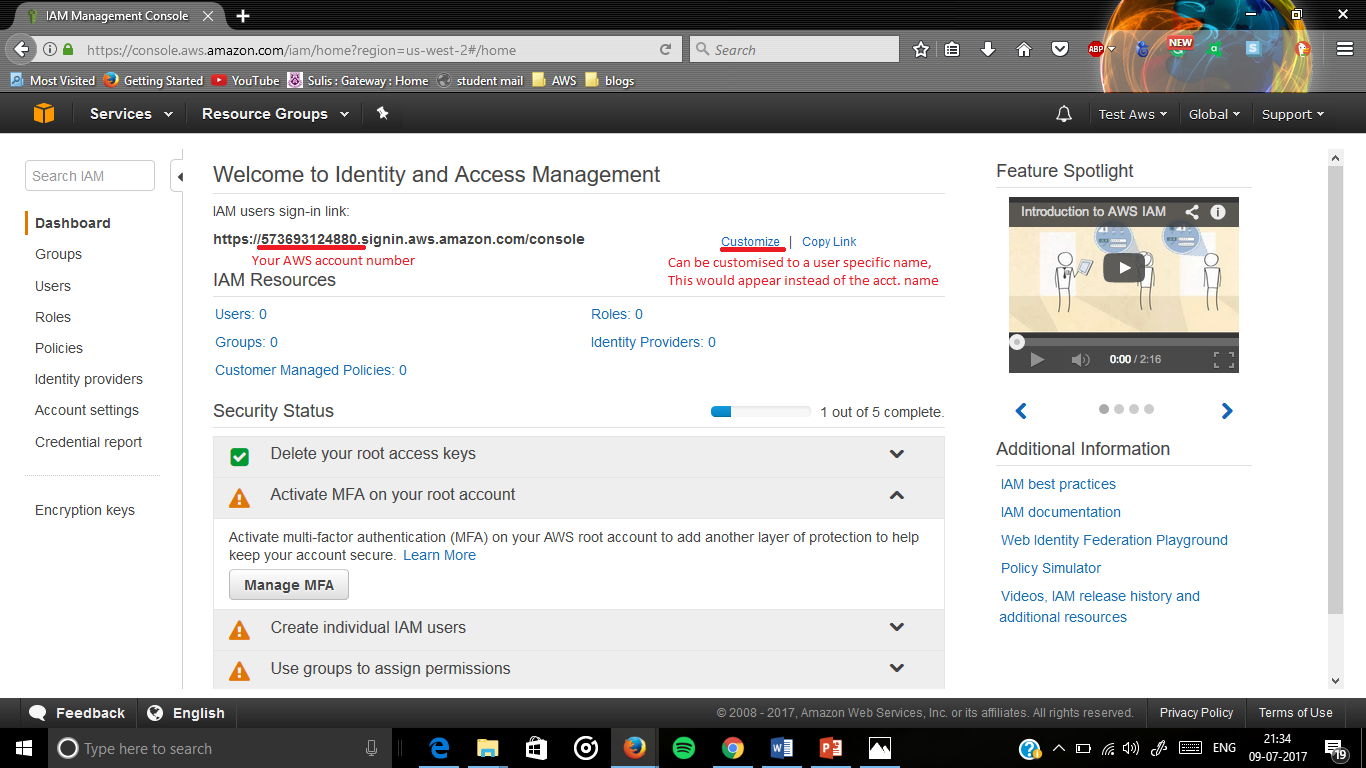 IAM Management Console
https://console.aws.amazon.com/iam/home?region=us-west-2#/home
Search
ABP
NEW
a
S
Most Visited
Getting Started
YouTube
Sulis : Gateway : Home
student mail
AWS
blogs
Services
Resource Groups
Test Aws
Global
Support
Search IAM
Dashboard
Groups
Users
Roles
Policies
Identity providers
Account settings
Credential report
Encryption keys
Welcome to Identity and Access Management
IAM users sign-in link:
https://573693124880.signin.aws.amazon.com/console
Customize | Copy Link
Your AWS account number
Can be customised to a user specific name,
This would appear instead of the acct. name
IAM Resources
Users: 0
Roles: 0
Groups: 0
Identity Providers: 0
Customer Managed Policies: 0
Security Status
1 out of 5 complete.
Delete your root access keys
Activate MFA on your root account
Activate multi-factor authentication (MFA) on your AWS root account to add another layer of protection to help
keep your account secure. Learn More
Manage MFA
Create individual IAM users
Use groups to assign permissions
Feature Spotlight
Introduction to AWS IAM
0:00 / 2:16
Additional Information
IAM best practices
IAM documentation
Web Identity Federation Playground
Policy Simulator
Videos, IAM release history and
additional resources
Feedback
English
© 2008 - 2017, Amazon Web Services, Inc. or its affiliates. All rights reserved.
Privacy Policy
Terms of Use
Type here to search
ENG
21:34
09-07-2017
19